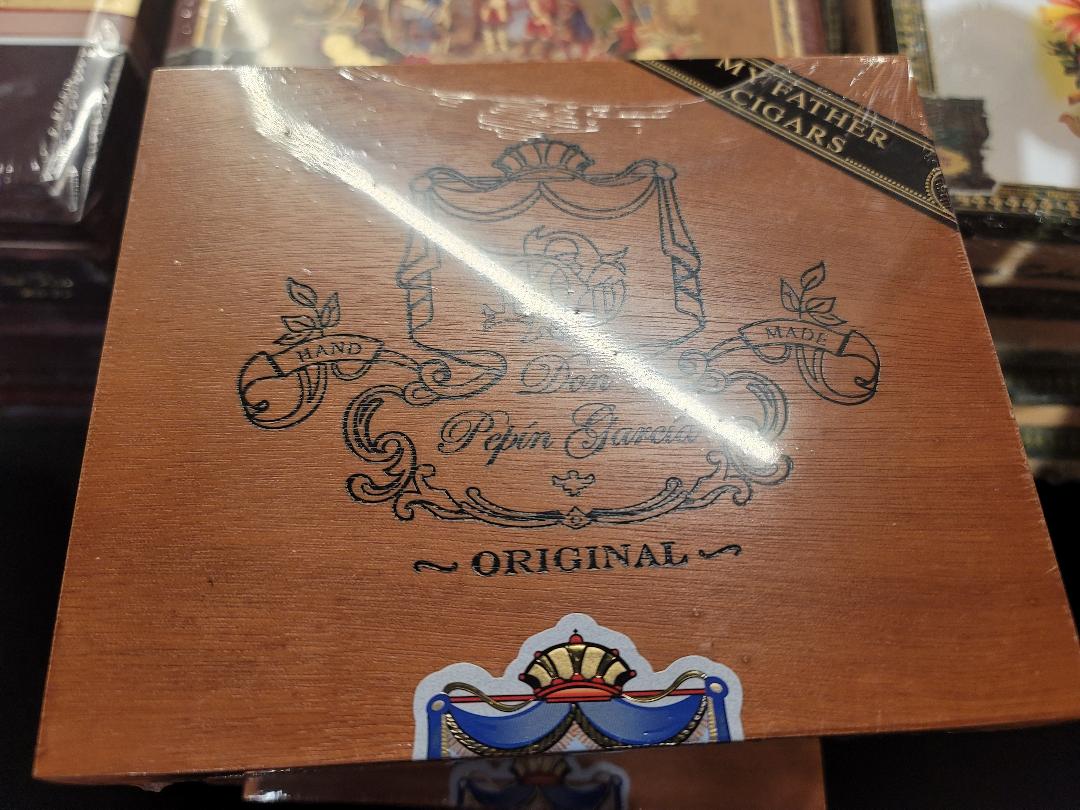 MY FATHER
CIGARS
HAND
MADE
Don
Pepín García
~ ORIGINAL ~